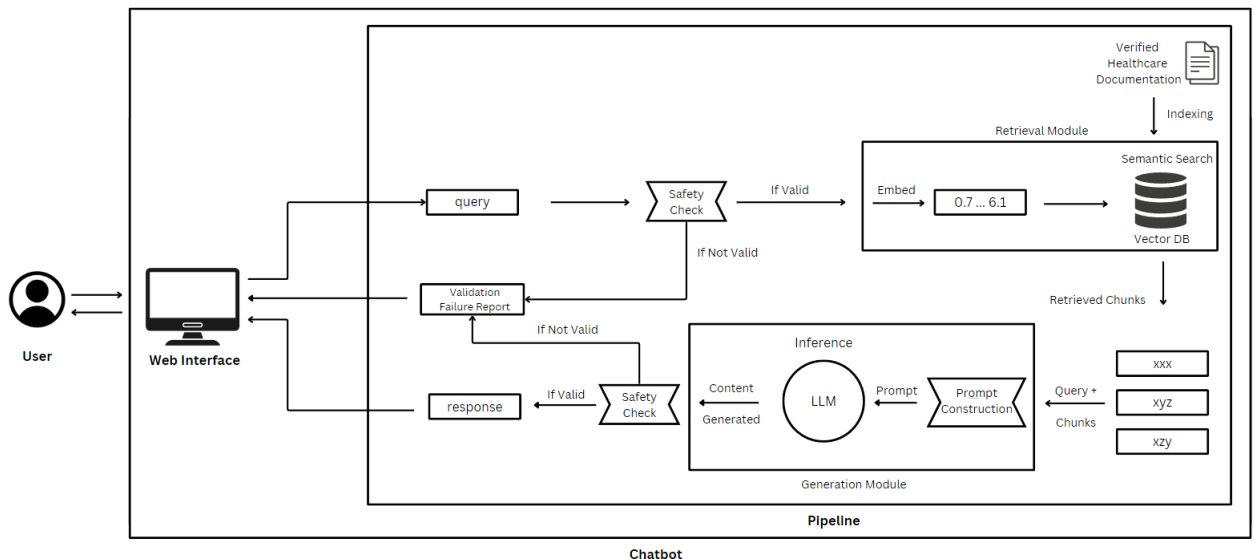 Verified
Healthcare
Documentation
Indexing
Retrieval Module
Semantic Search
Safety
Check
If Valid
Embed
query
0.7 ... 6.1
Vector DB
If Not Valid
Validation
Failure Report
Retrieved Chunks
If Not Valid
User
Web Interface
Inference
xxx
response
If Valid
Safety
Check
Content
Generated
LLM
Prompt
Prompt
Construction
Query +
Chunks
xyz
xzy
Generation Module
Pipeline
Chatbot